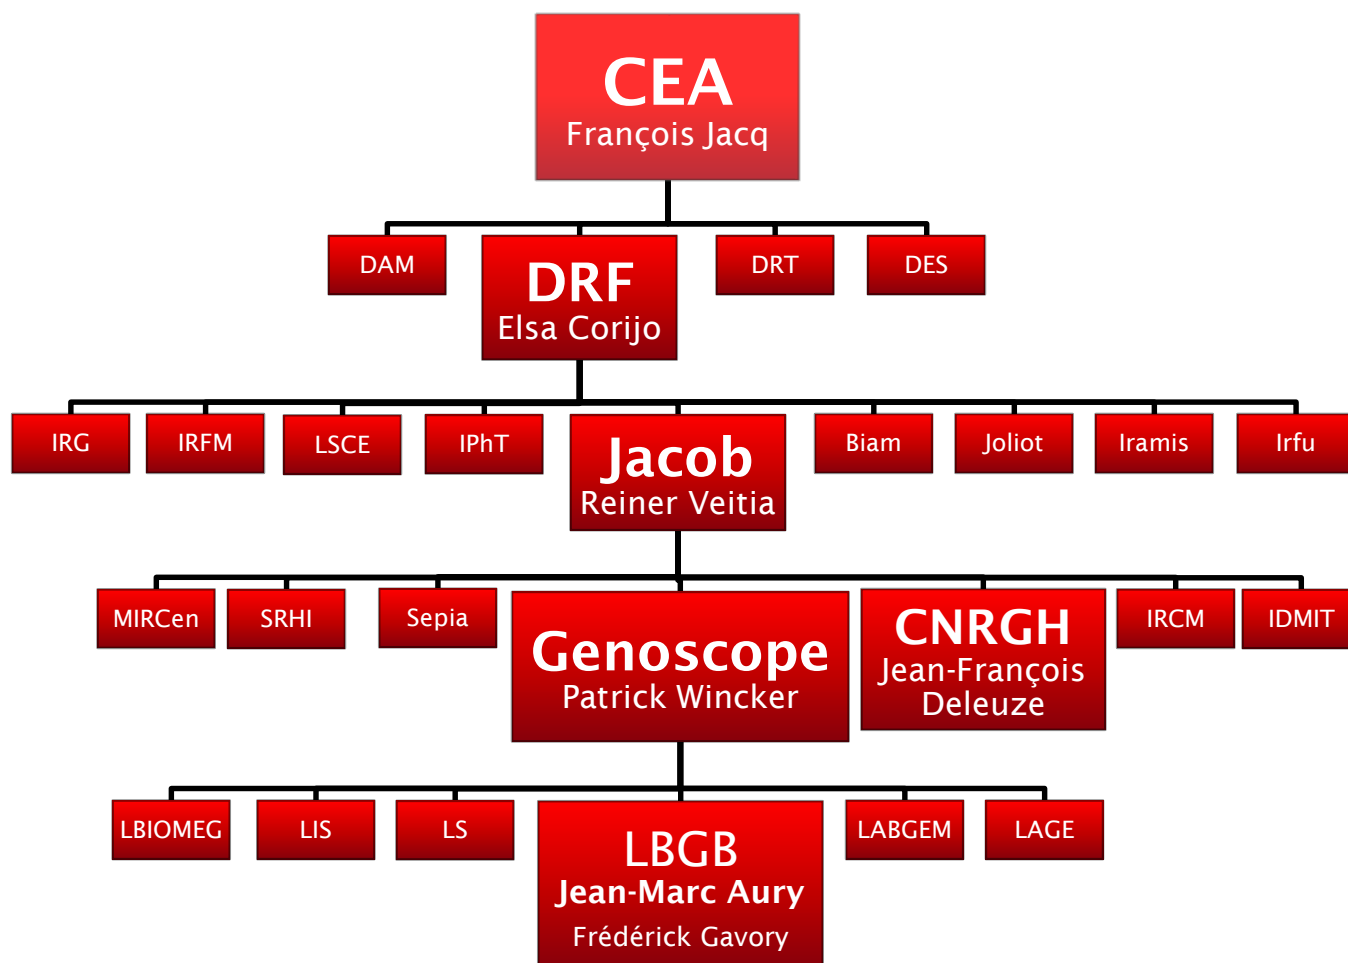 CEA
François Jacq
DAM
DRF
Elsa Corijo
DRT
DES
IRG
IRFM
LSCE
IPhT
Jacob
Reiner Veitia
Biam
Joliot
Iramis
Irfu
MIRCen
SRHI
Sepia
Genoscope
Patrick Wincker
CNRGH
Jean-François
Deleuze
IRCM
IDMIT
LBIOMEG
LIS
LS
LBGB
Jean-Marc Aury
Frédérick Gavory
LABGEM
LAGE